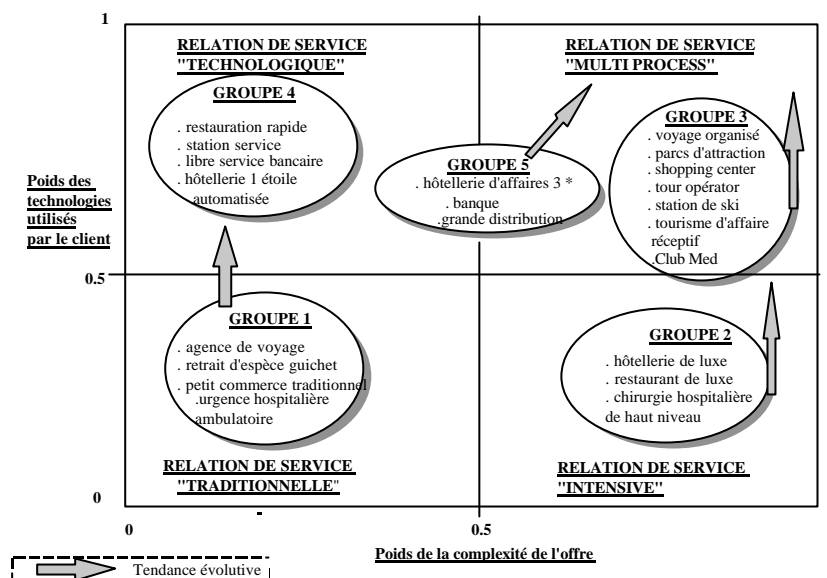 1
RELATION DE SERVICE
"TECHNOLOGIQUE"
GROUPE 4
. restauration rapide
. station service
. libre service bancaire
. hôtellerie 1 étoile
automatisée
RELATION DE SERVICE
"MULTI PROCESS"
GROUPE 3
. voyage organisé
. parcs d'attraction
. shopping center
. tour opérator
. station de ski
. tourisme d'affaire
réceptif
.Club Med
GROUPE 5
. hôtellerie d'affaires 3 *
. banque
.grande distribution
Poids des
technologies
utilisés
par le client
0.5
GROUPE 1
. agence de voyage
. retrait d'espèce guichet
. petit commerce traditionnel
.urgence hospitalière
ambulatoire
RELATION DE SERVICE
"TRADITIONNELLE"
GROUPE 2
. hôtellerie de luxe
. restaurant de luxe
. chirurgie hospitalière
de haut niveau
RELATION DE SERVICE
"INTENSIVE"
0
0
0.5
Poids de la complexité de l'offre
Tendance évolutive